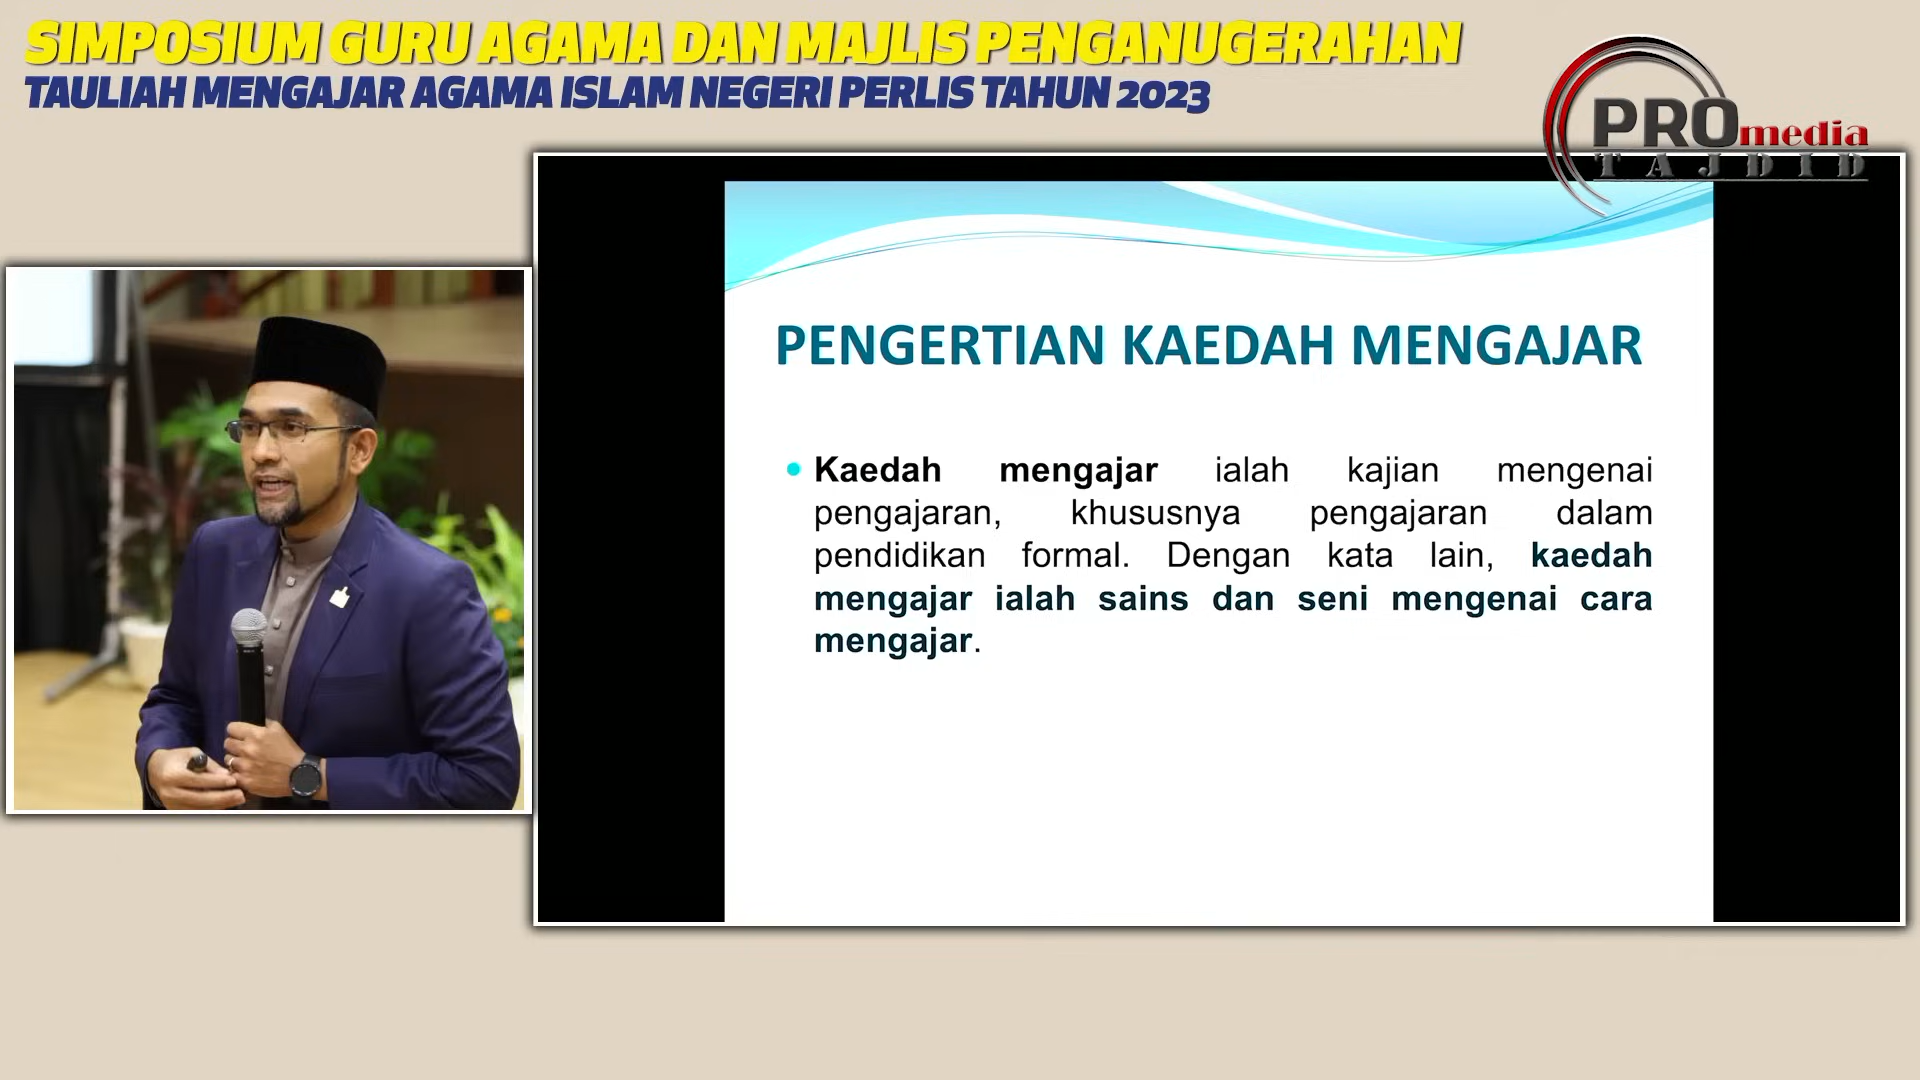 SIMPOSIUM GURU AGAMA DAN MAJLIS PENGANUGERAHAN
TAULIAH MENGAJAR AGAMA ISLAM NEGERI PERLIS TAHUN 2023
PROmedia
TAJDID
PENGERTIAN KAEDAH MENGAJAR
Kaedah mengajar ialah kajian mengenai
pengajaran, khususnya pengajaran dalam
pendidikan formal. Dengan kata lain, kaedah
mengajar ialah sains dan seni mengenai cara
mengajar.